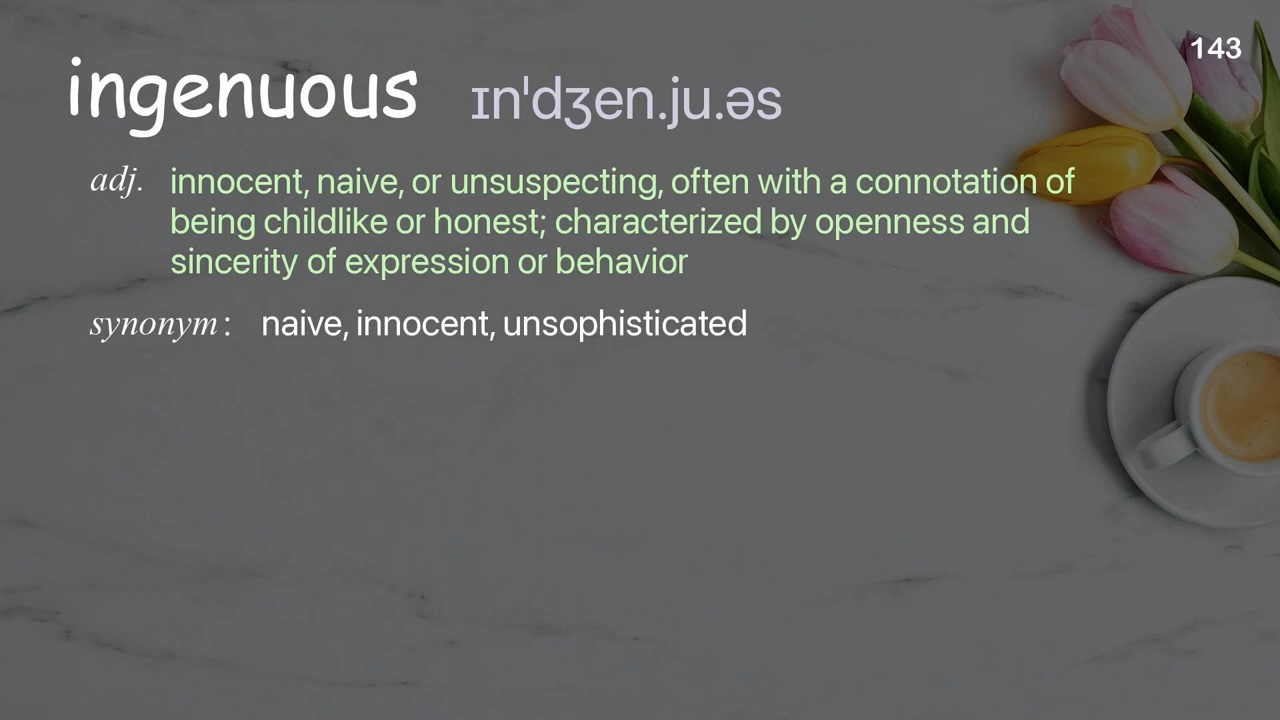 143
ingenuous ɪnˈdʒen.ju.əs
adj. innocent, naive, or unsuspecting, often with a connotation of
being childlike or honest; characterized by openness and
sincerity of expression or behavior
synonym: naive, innocent, unsophisticated